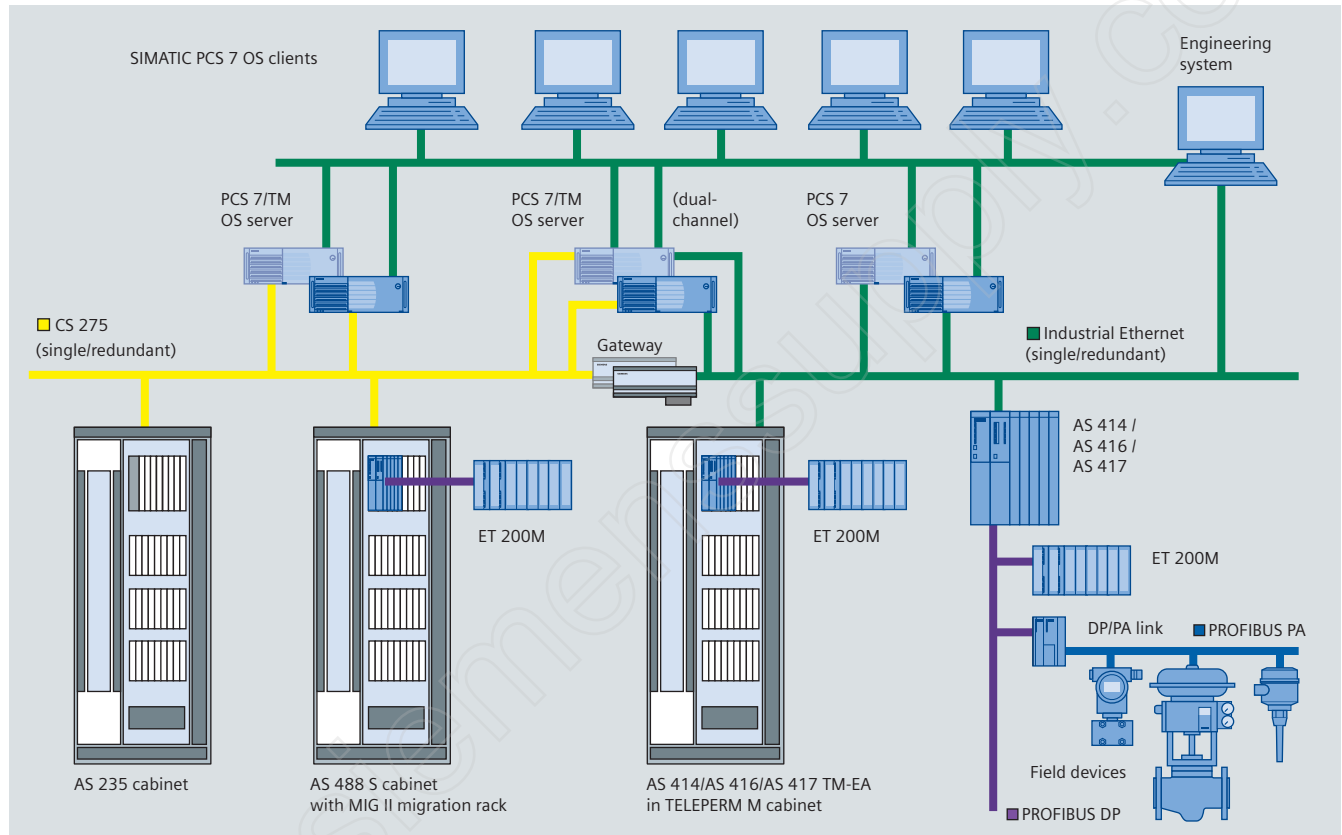 SIMATIC PCS 7 OS clients
Engineering
system
PCS 7/TM
OS server
PCS 7/TM
OS server
(dual-
channel)
PCS 7
OS server
CS 275
(single/redundant)
Gateway
Industrial Ethernet
(single/redundant)
AS 414 /
AS 416 /
AS 417
ET 200M
ET 200M
ET 200M
DP/PA link
PROFIBUS PA
Field devices
AS 235 cabinet
AS 488 S cabinet
with MIG II migration rack
AS 414/AS 416/AS 417 TM-EA
in TELEPERM M cabinet
PROFIBUS DP
siemenssupply.co